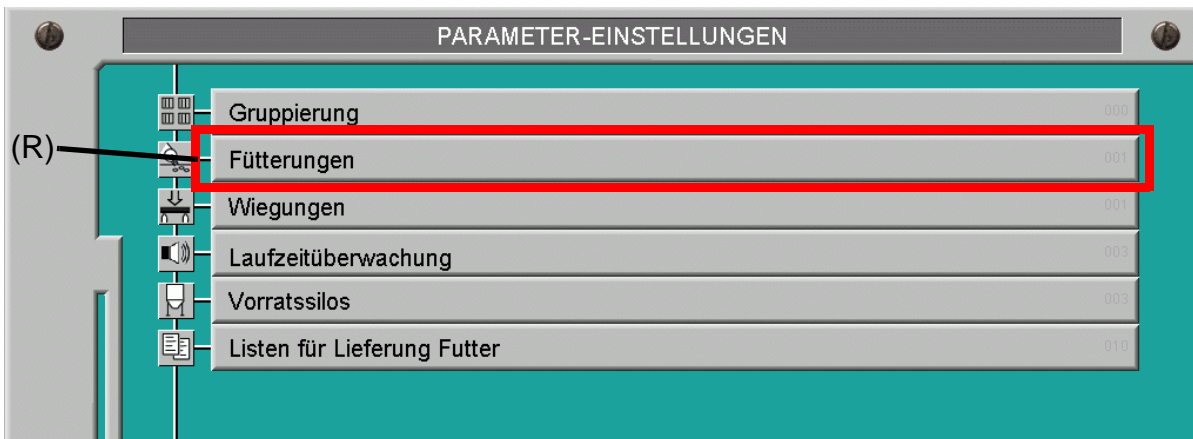 PARAMETER-EINSTELLUNGEN
Gruppierung 000
(R) Fütterungen 001
Wiegungen 001
Laufzeitüberwachung 003
Vorratssilos 003
Listen für Lieferung Futter 010